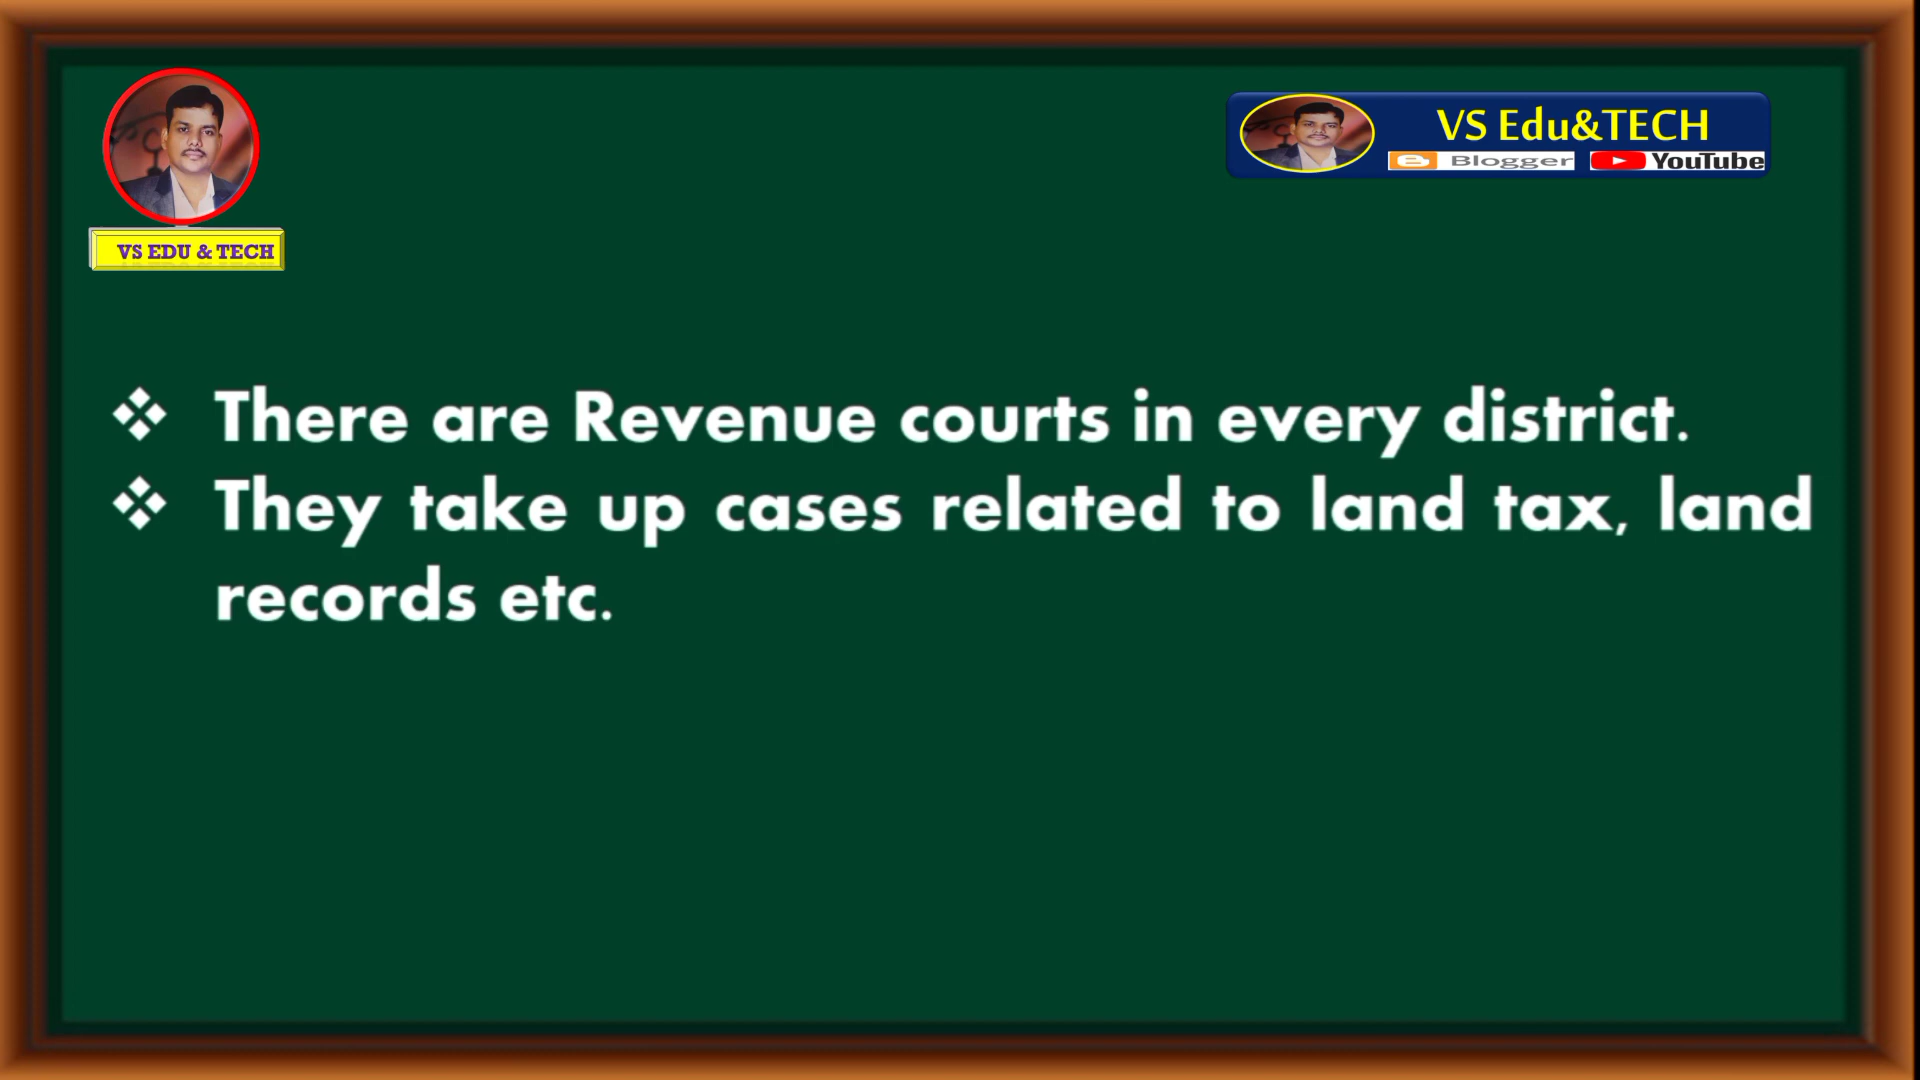 VS Edu&TECH
Blogger YouTube
VS EDU & TECH
❖ There are Revenue courts in every district.
❖ They take up cases related to land tax, land
records etc.